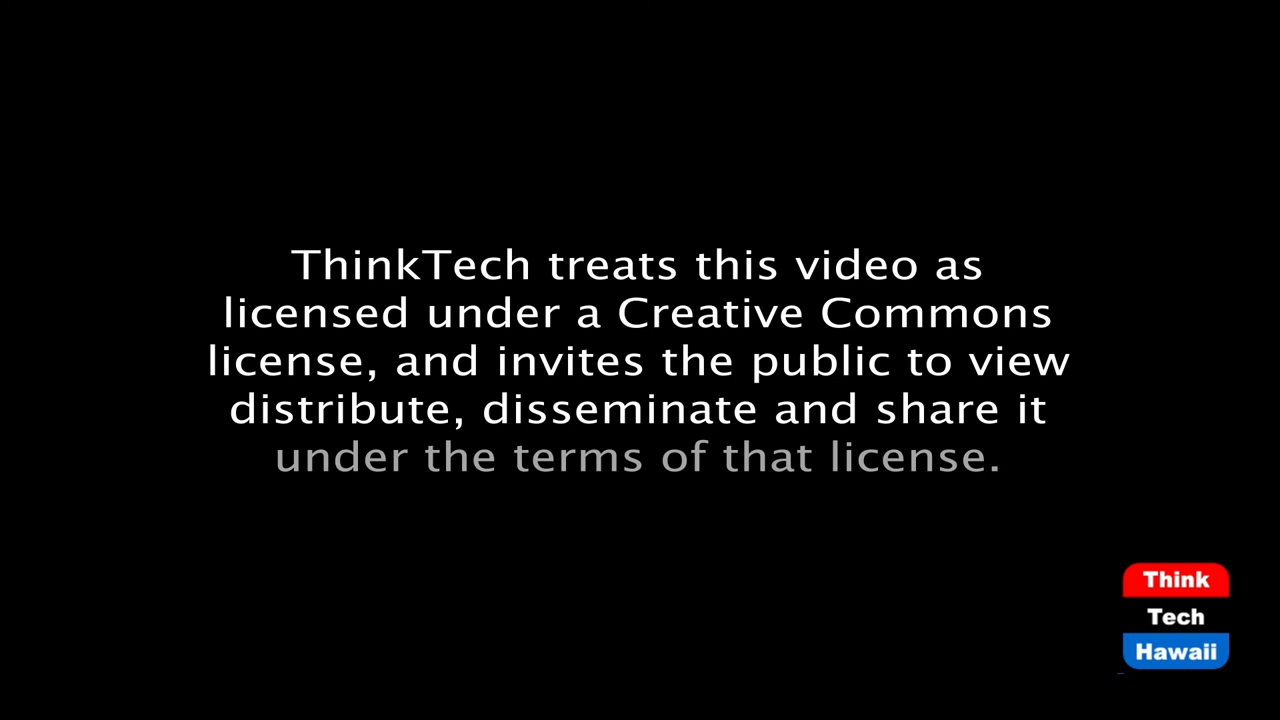 ThinkTech treats this video as
licensed under a Creative Commons
license, and invites the public to view
distribute, disseminate and share it
under the terms of that license.
Think
Tech
Hawaii